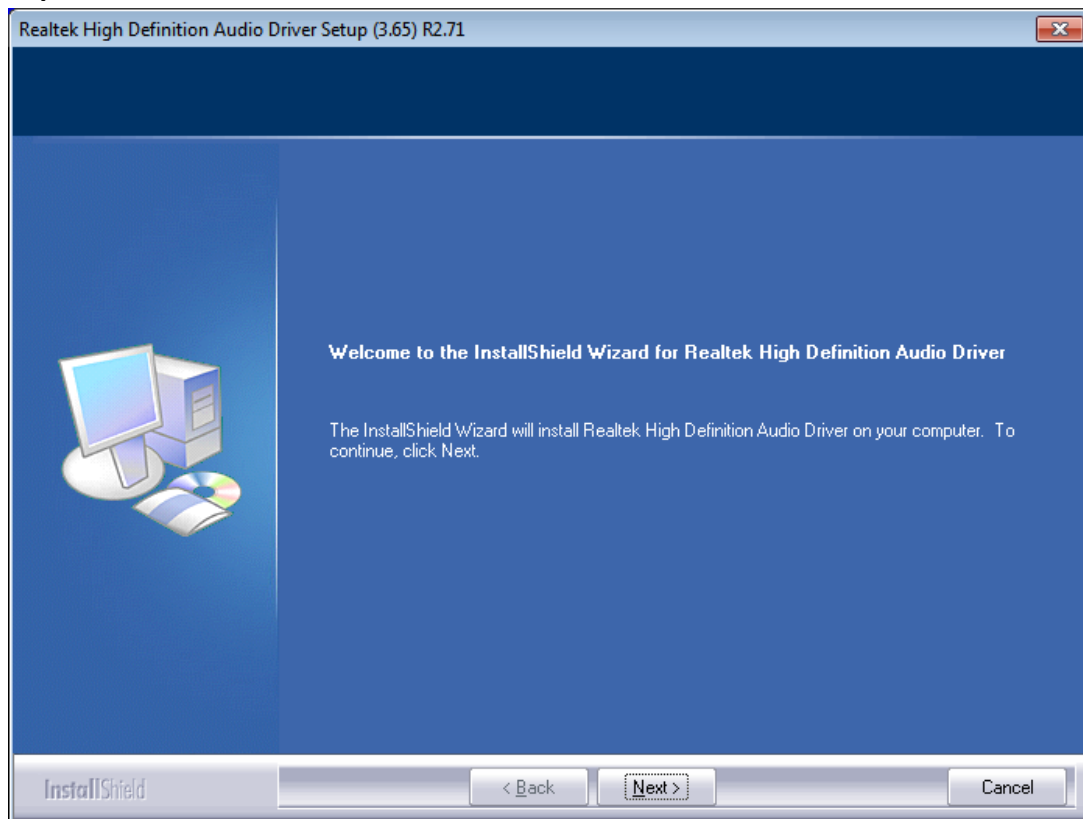 Realtek High Definition Audio Driver Setup (3.65) R2.71
Welcome to the InstallShield Wizard for Realtek High Definition Audio Driver
The InstallShield Wizard will install Realtek High Definition Audio Driver on your computer.  To
continue, click Next.
InstallShield
< Back
Next >
Cancel